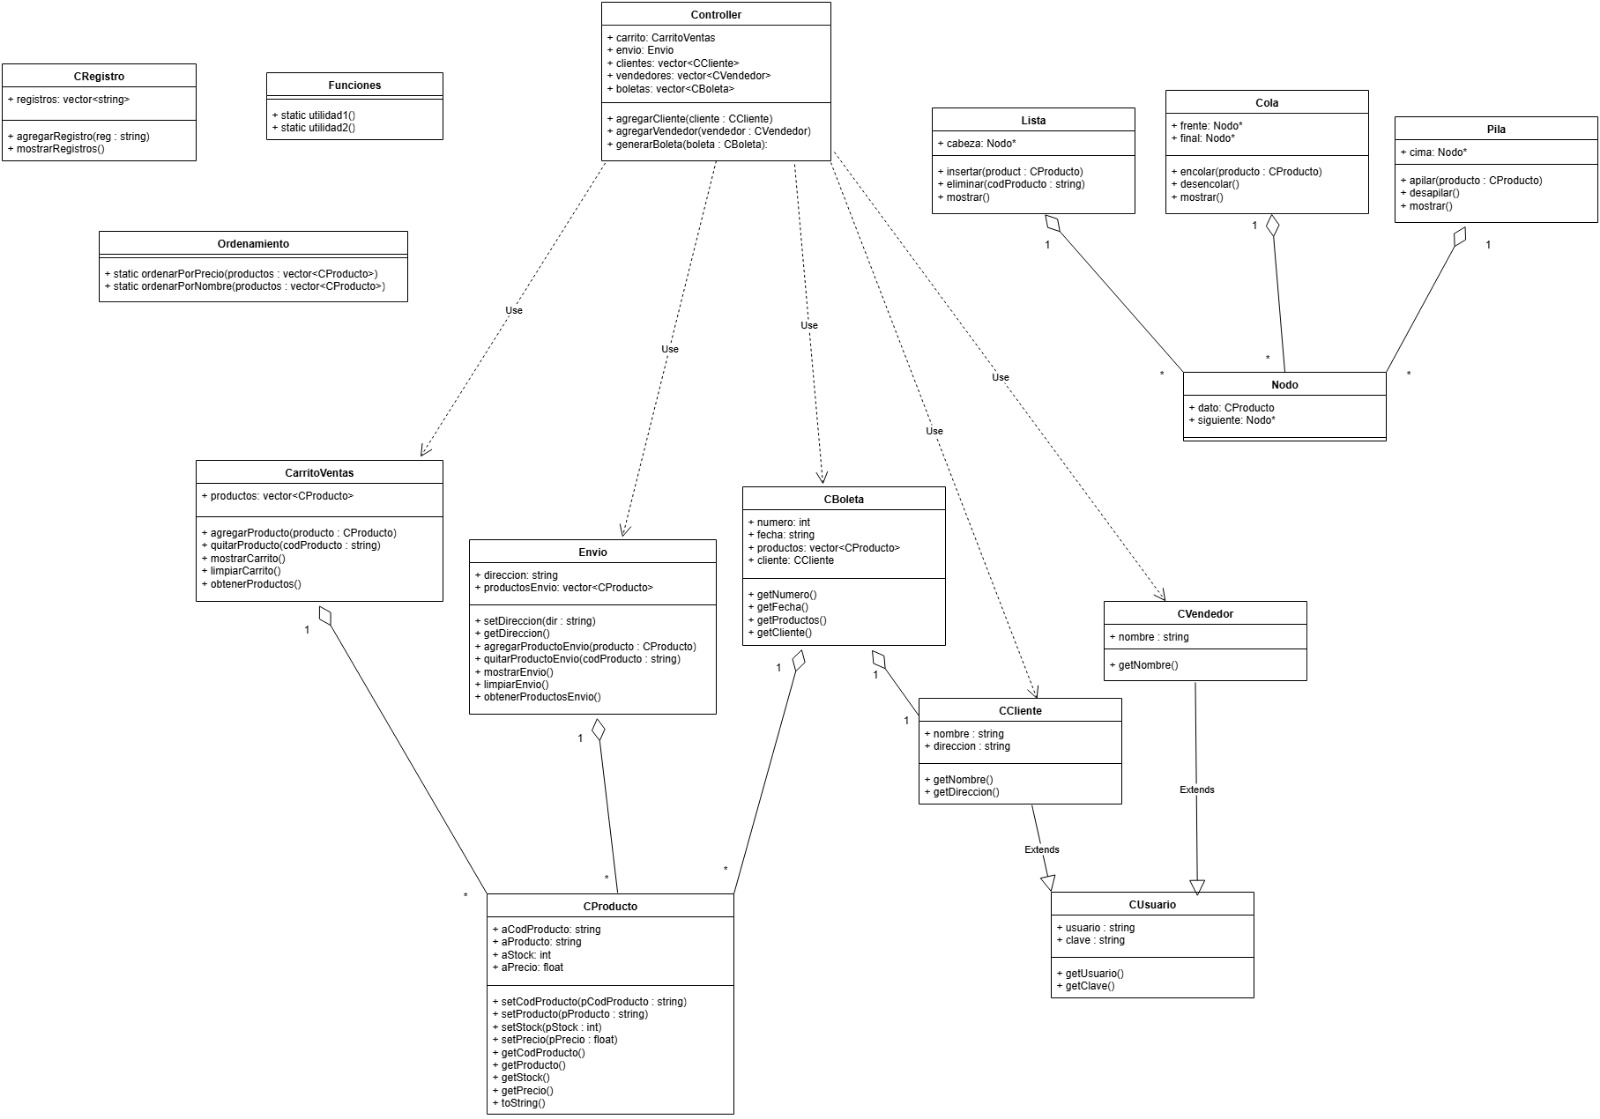 Controller
+ carrito: CarritoVentas
+ envio: Envio
+ clientes: vector<CCliente>
+ vendedores: vector<CVendedor>
+ boletas: vector<CBoleta>
+ agregarCliente(cliente : CCliente)
+ agregarVendedor(vendedor : CVendedor)
+ generarBoleta(boleta : CBoleta):
CRegistro
+ registros: vector<string>
+ agregarRegistro(reg : string)
+ mostrarRegistros()
Funciones
+ static utilidad1()
+ static utilidad2()
Lista
+ cabeza: Nodo*
+ insertar(product : CProducto)
+ eliminar(codProducto : string)
+ mostrar()
Cola
+ frente: Nodo*
+ final: Nodo*
+ encolar(producto : CProducto)
+ desencolar()
+ mostrar()
Pila
+ cima: Nodo*
+ apilar(producto : CProducto)
+ desapilar()
+ mostrar()
1
1
1
Ordenamiento
+ static ordenarPorPrecio(productos : vector<CProducto>)
+ static ordenarPorNombre(productos : vector<CProducto>)
Use
Use
Use
Use
Use
*
*
*
Nodo
+ dato: CProducto
+ siguiente: Nodo*
CarritoVentas
+ productos: vector<CProducto>
+ agregarProducto(producto : CProducto)
+ quitarProducto(codProducto : string)
+ mostrarCarrito()
+ limpiarCarrito()
+ obtenerProductos()
1
Envio
+ direccion: string
+ productosEnvio: vector<CProducto>
+ setDireccion(dir : string)
+ getDireccion()
+ agregarProductoEnvio(producto : CProducto)
+ quitarProductoEnvio(codProducto : string)
+ mostrarEnvio()
+ limpiarEnvio()
+ obtenerProductosEnvio()
1
CBoleta
+ numero: int
+ fecha: string
+ productos: vector<CProducto>
+ cliente: CCliente
+ getNumero()
+ getFecha()
+ getProductos()
+ getCliente()
1
1
1
CVendedor
+ nombre : string
+ getNombre()
CCliente
+ nombre : string
+ direccion : string
+ getNombre()
+ getDireccion()
Extends
Extends
*
*
*
CProducto
+ aCodProducto: string
+ aProducto: string
+ aStock: int
+ aPrecio: float
+ setCodProducto(pCodProducto : string)
+ setProducto(pProducto : string)
+ setStock(pStock : int)
+ setPrecio(pPrecio : float)
+ getCodProducto()
+ getProducto()
+ getStock()
+ getPrecio()
+ toString()
CUsuario
+ usuario : string
+ clave : string
+ getUsuario()
+ getClave()